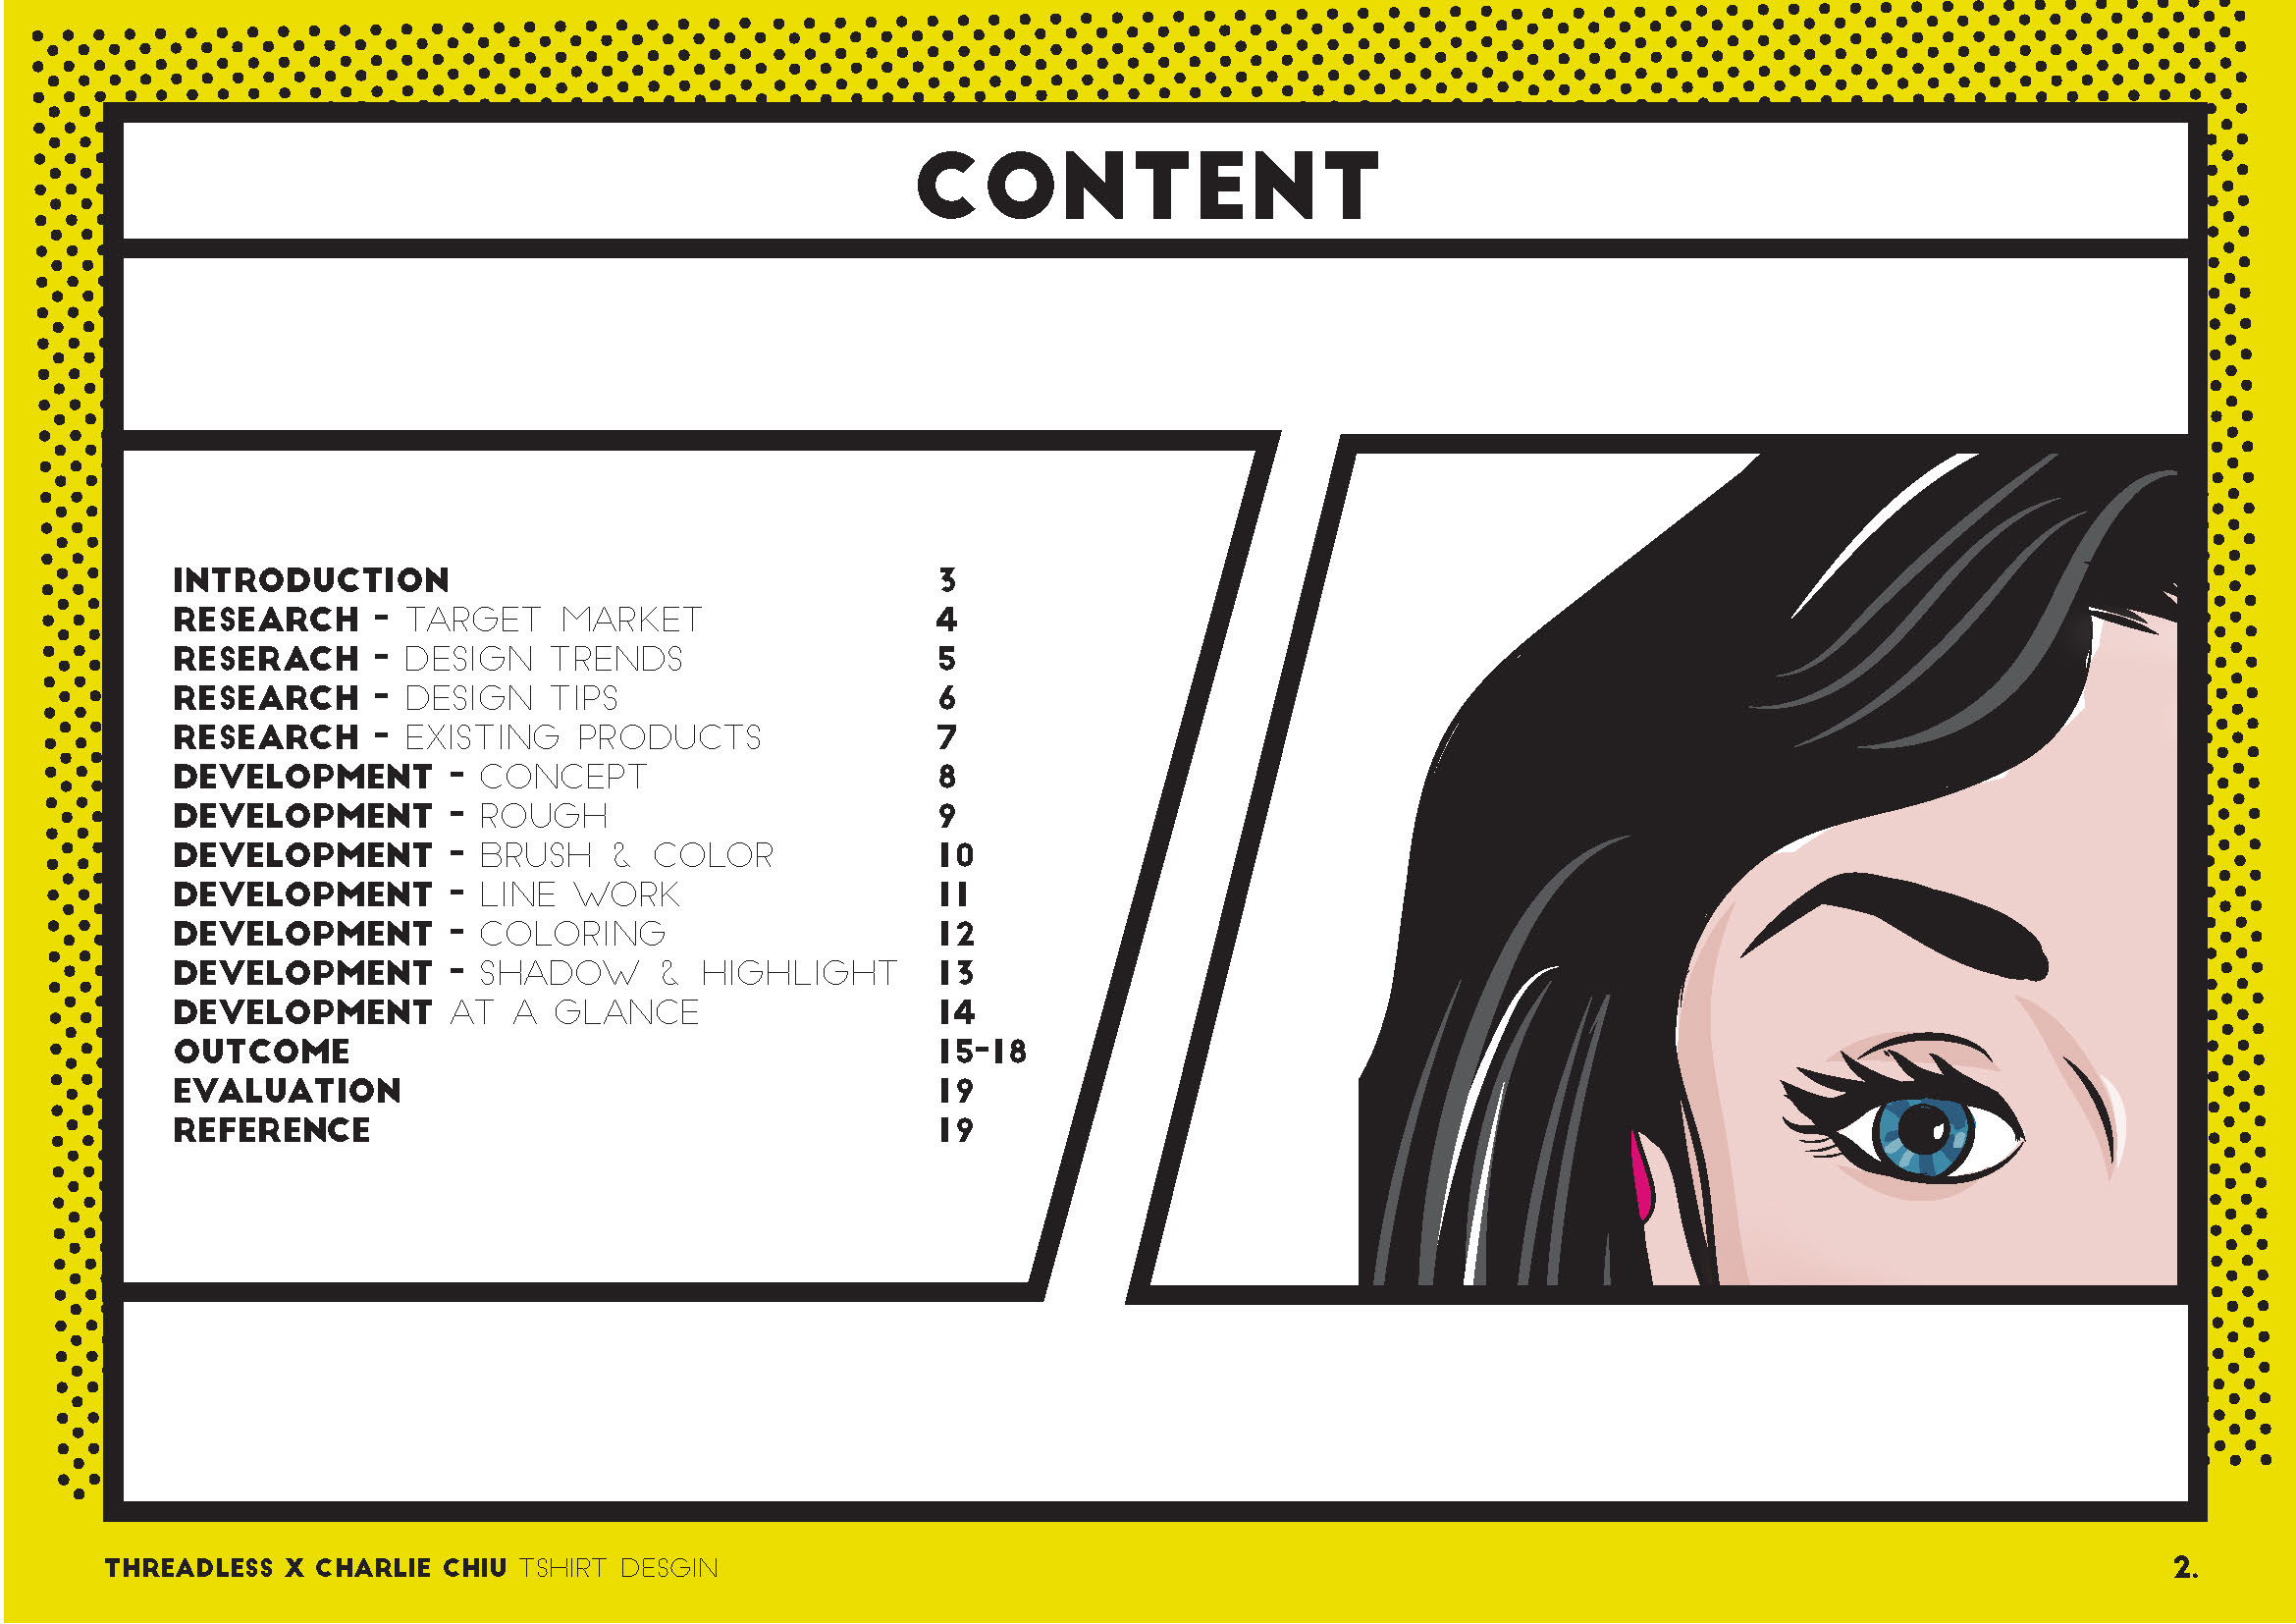 CONTENT
INTRODUCTION 3
RESEARCH - TARGET MARKET 4
RESERACH - DESIGN TRENDS 5
RESEARCH - DESIGN TIPS 6
RESEARCH - EXISTING PRODUCTS 7
DEVELOPMENT - CONCEPT 8
DEVELOPMENT - ROUGH 9
DEVELOPMENT - BRUSH & COLOR 10
DEVELOPMENT - LINE WORK 11
DEVELOPMENT - COLORING 12
DEVELOPMENT - SHADOW & HIGHLIGHT 13
DEVELOPMENT AT A GLANCE 14
OUTCOME 15-18
EVALUATION 19
REFERENCE 19
THREADLESS X CHARLIE CHIU TSHIRT DESGIN 2.